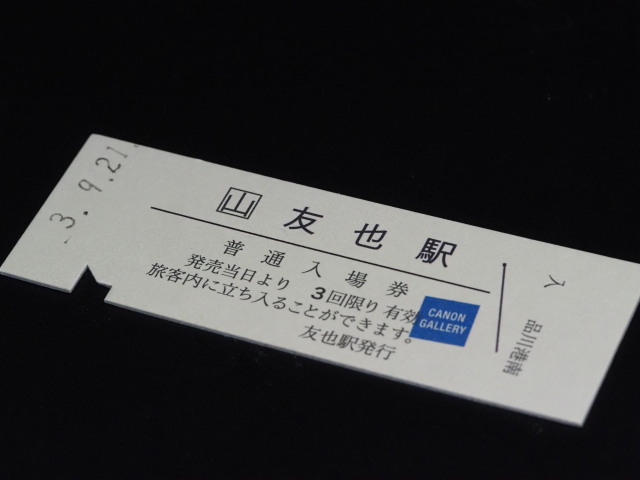 3. 9.21
山 友也駅
普通入場券
発売当日より 3回限り有効
旅客内に立ち入ることができます。
友也駅発行
CANON
GALLERY
入
品川港南